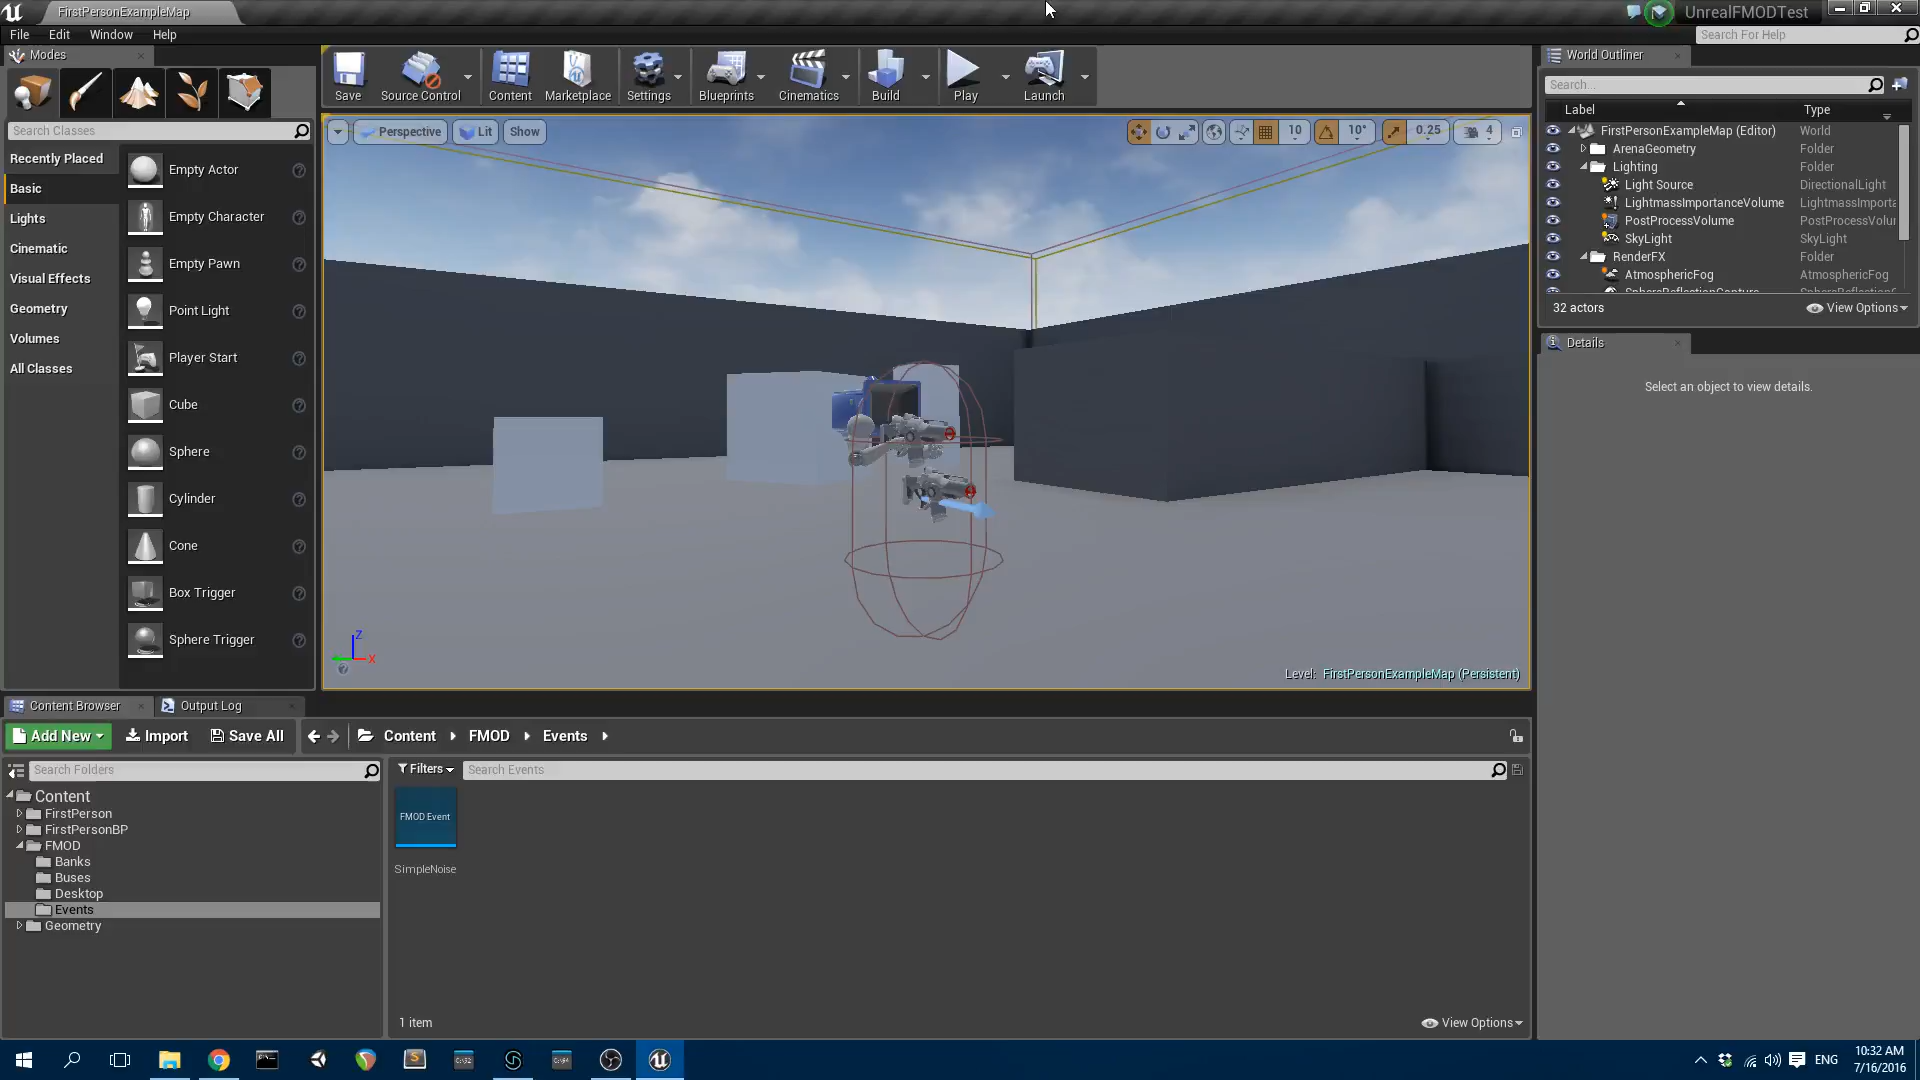 FirstPersonExampleMap
UnrealFMODTest
File Edit Window Help
Search For Help
Modes
Save
Source Control
Content
Marketplace
Settings
Blueprints
Cinematics
Build
Play
Launch
World Outliner
Search...
Label Type
FirstPersonExampleMap (Editor) World
ArenaGeometry Folder
Lighting Folder
Light Source DirectionalLight
LightmassImportanceVolume LightmassImporta
PostProcessVolume PostProcessVolu
SkyLight SkyLight
RenderFX Folder
AtmosphericFog AtmosphericFog
32 actors View Options
Details
Select an object to view details.
Search Classes
Recently Placed
Basic
Lights
Cinematic
Visual Effects
Geometry
Volumes
All Classes
Empty Actor
Empty Character
Empty Pawn
Point Light
Player Start
Cube
Sphere
Cylinder
Cone
Box Trigger
Sphere Trigger
Perspective Lit Show
10 10° 0.25 4
Z
X
Level: FirstPersonExampleMap (Persistent)
Content Browser Output Log
Add New Import Save All Content FMOD Events
Search Folders
Filters Search Events
Content
FirstPerson
FirstPersonBP
FMOD
Banks
Buses
Desktop
Events
Geometry
FMOD Event
SimpleNoise
1 item View Options
ENG
10:32 AM
7/16/2016